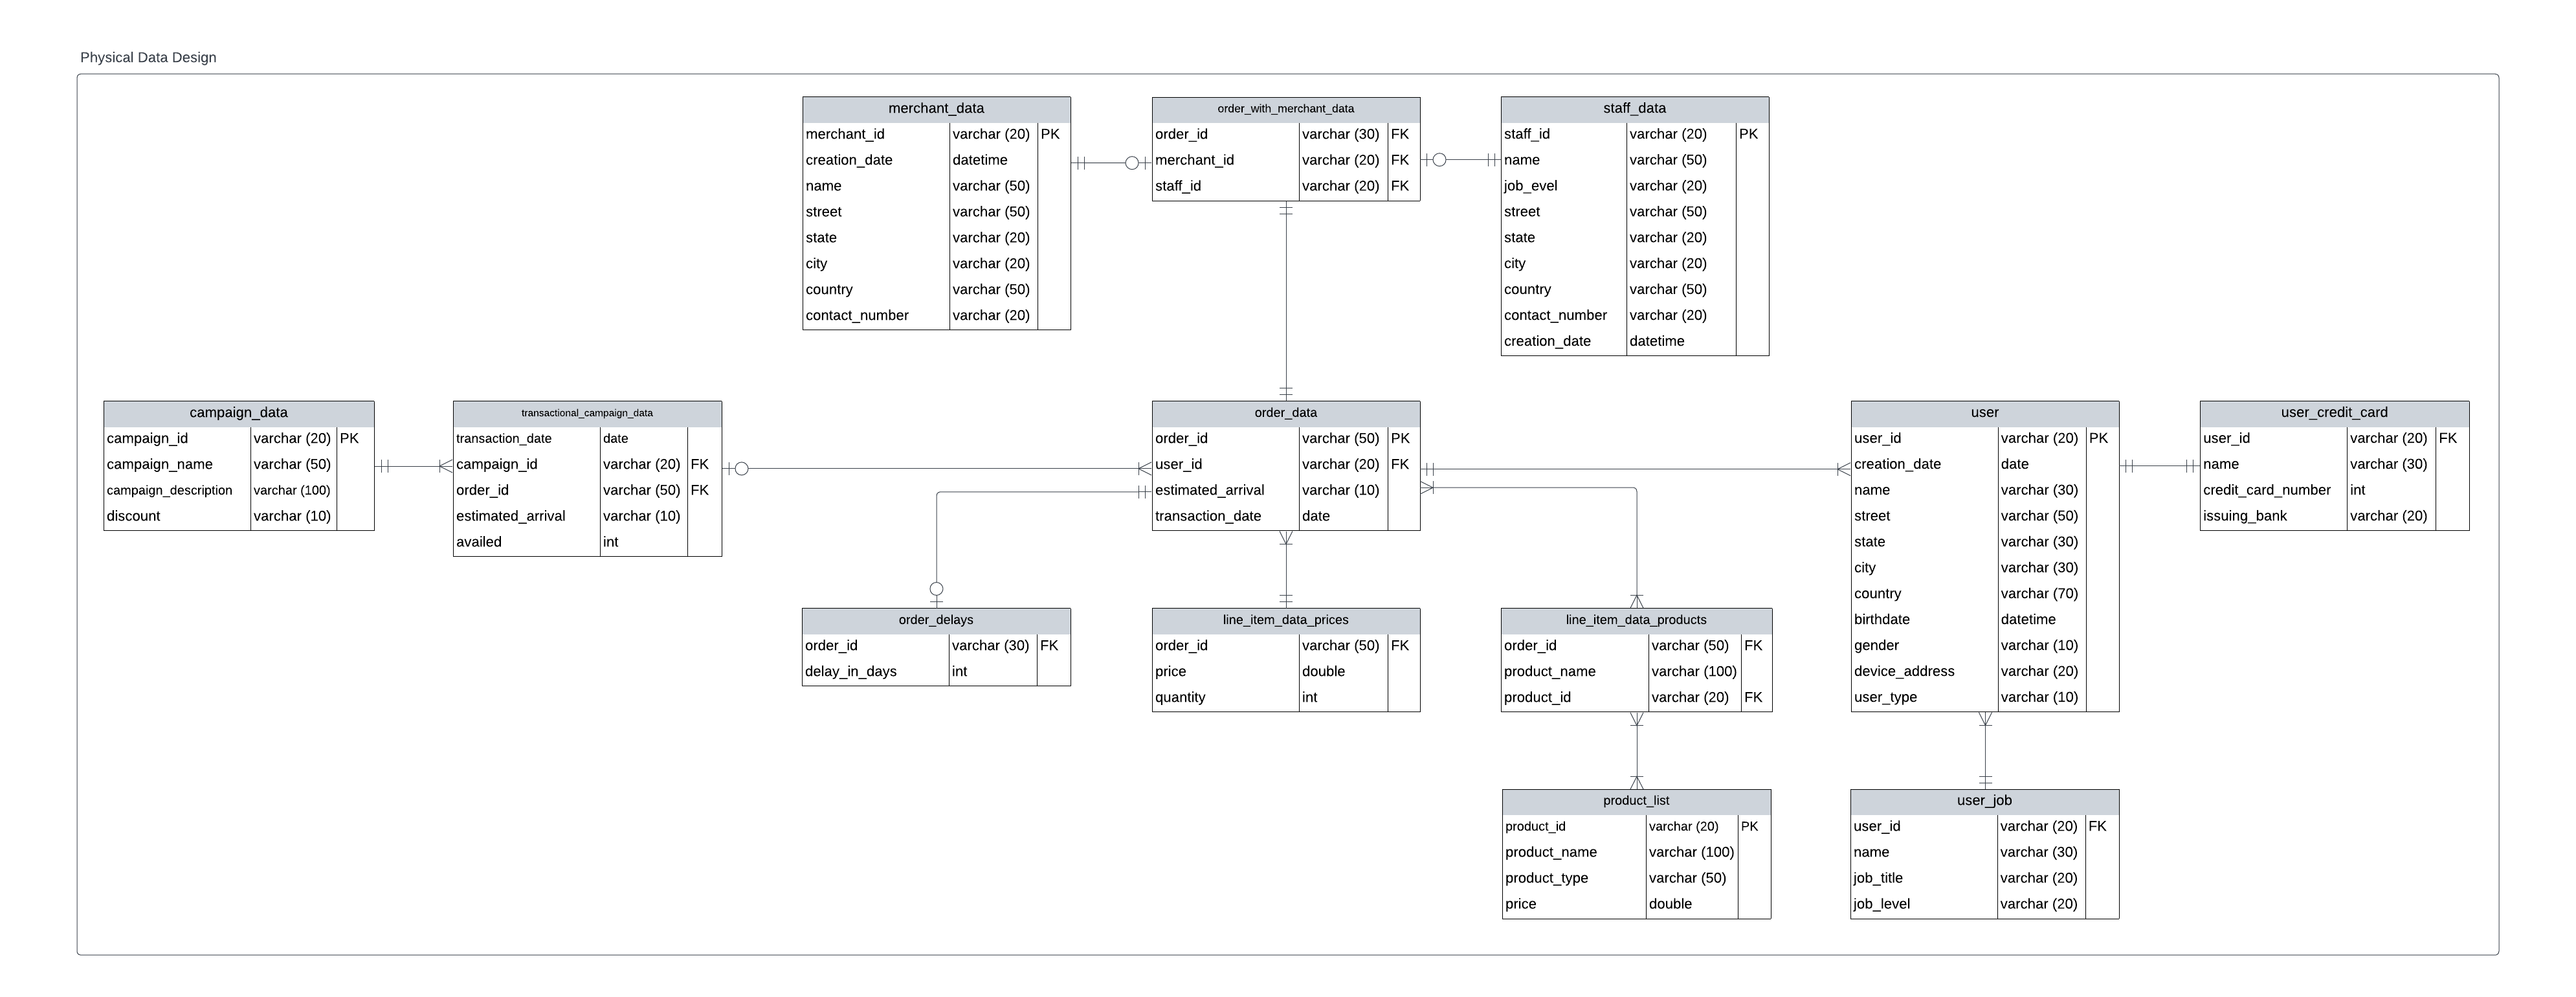 Physical Data Design
merchant_data
merchant_id varchar (20) PK
creation_date datetime
name varchar (50)
street varchar (50)
state varchar (20)
city varchar (20)
country varchar (50)
contact_number varchar (20)
order_with_merchant_data
order_id varchar (30) FK
merchant_id varchar (20) FK
staff_id varchar (20) FK
staff_data
staff_id varchar (20) PK
name varchar (50)
job_evel varchar (20)
street varchar (50)
state varchar (20)
city varchar (20)
country varchar (50)
contact_number varchar (20)
creation_date datetime
campaign_data
campaign_id varchar (20) PK
campaign_name varchar (50)
campaign_description varchar (100)
discount varchar (10)
transactional_campaign_data
transaction_date date
campaign_id varchar (20) FK
order_id varchar (50) FK
estimated_arrival varchar (10)
availed int
order_data
order_id varchar (50) PK
user_id varchar (20) FK
estimated_arrival varchar (10)
transaction_date date
user
user_id varchar (20) PK
creation_date date
name varchar (30)
street varchar (50)
state varchar (30)
city varchar (30)
country varchar (70)
birthdate datetime
gender varchar (10)
device_address varchar (20)
user_type varchar (10)
user_credit_card
user_id varchar (20) FK
name varchar (30)
credit_card_number int
issuing_bank varchar (20)
order_delays
order_id varchar (30) FK
delay_in_days int
line_item_data_prices
order_id varchar (50) FK
price double
quantity int
line_item_data_products
order_id varchar (50) FK
product_name varchar (100)
product_id varchar (20) FK
product_list
product_id varchar (20) PK
product_name varchar (100)
product_type varchar (50)
price double
user_job
user_id varchar (20) FK
name varchar (30)
job_title varchar (20)
job_level varchar (20)